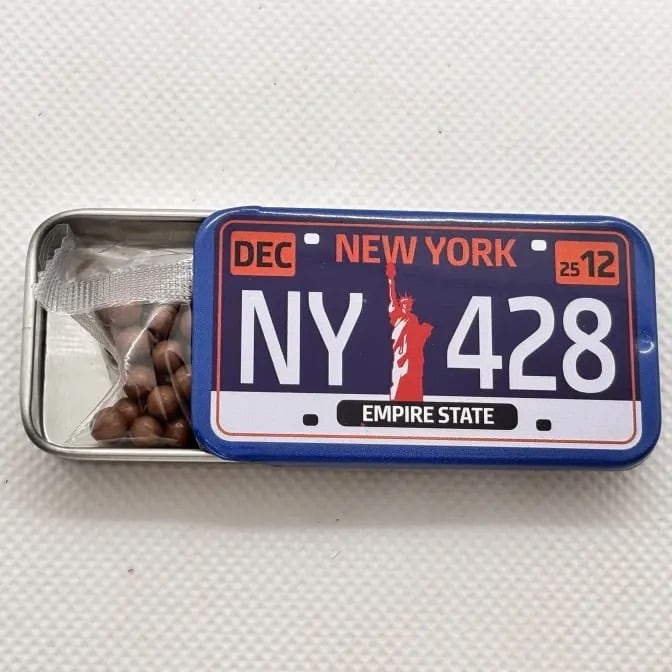 DEC NEW YORK 25 12
NY 428
EMPIRE STATE